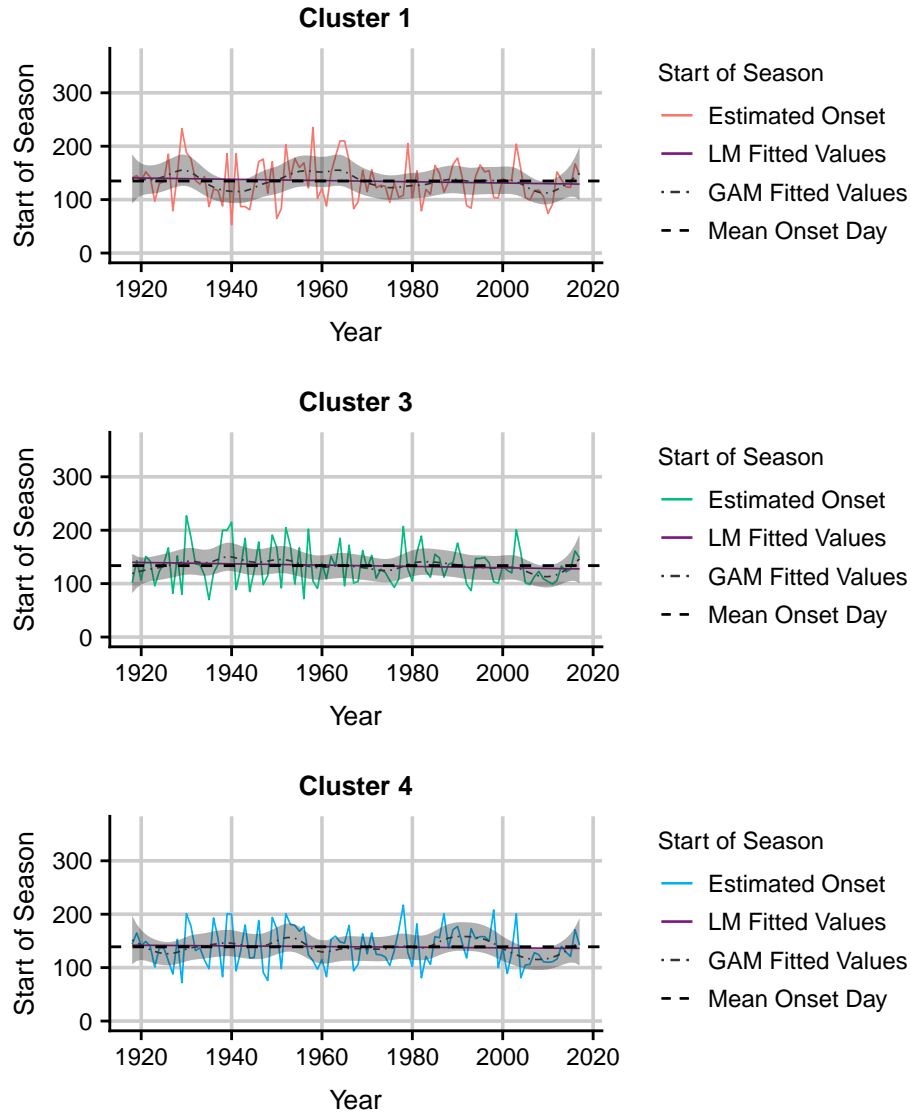 Cluster 1
Start of Season
300
200
100
0
1920 1940 1960 1980 2000 2020
Year
Start of Season
Estimated Onset
LM Fitted Values
GAM Fitted Values
Mean Onset Day
Cluster 3
Start of Season
300
200
100
0
1920 1940 1960 1980 2000 2020
Year
Start of Season
Estimated Onset
LM Fitted Values
GAM Fitted Values
Mean Onset Day
Cluster 4
Start of Season
300
200
100
0
1920 1940 1960 1980 2000 2020
Year
Start of Season
Estimated Onset
LM Fitted Values
GAM Fitted Values
Mean Onset Day